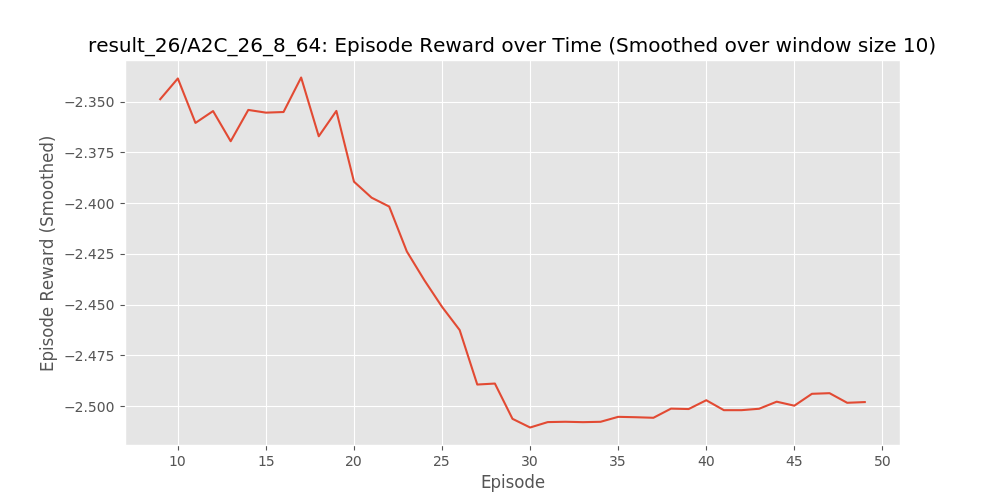 result_26/A2C_26_8_64: Episode Reward over Time (Smoothed over window size 10)
Episode Reward (Smoothed)
−2.350
−2.375
−2.400
−2.425
−2.450
−2.475
−2.500
10 15 20 25 30 35 40 45 50
Episode